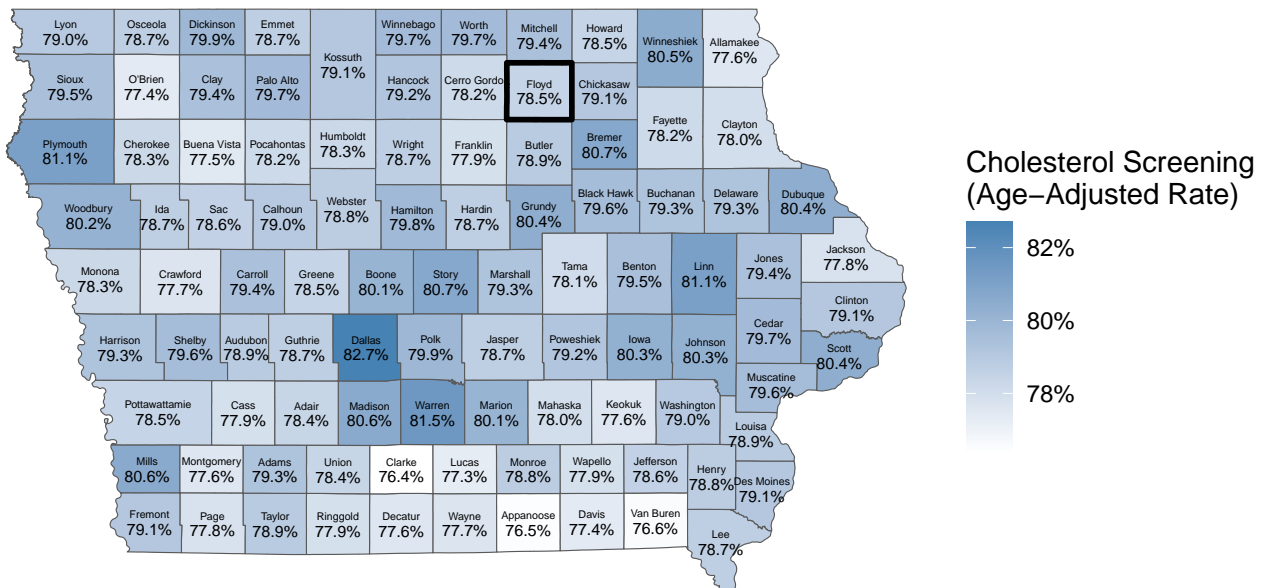 Lyon
79.0%
Osceola
78.7%
Dickinson
79.9%
Emmet
78.7%
Winnebago
79.7%
Worth
79.7%
Mitchell
79.4%
Howard
78.5%
Winneshiek
80.5%
Allamakee
77.6%
Kossuth
79.1%
Sioux
79.5%
O'Brien
77.4%
Clay
79.4%
Palo Alto
79.7%
Hancock
79.2%
Cerro Gordo
78.2%
Floyd
78.5%
Chickasaw
79.1%
Fayette
78.2%
Clayton
78.0%
Plymouth
81.1%
Cherokee
78.3%
Buena Vista
77.5%
Pocahontas
78.2%
Humboldt
78.3%
Wright
78.7%
Franklin
77.9%
Butler
78.9%
Bremer
80.7%
Woodbury
80.2%
Ida
78.7%
Sac
78.6%
Calhoun
79.0%
Webster
78.8%
Hamilton
79.8%
Hardin
78.7%
Grundy
80.4%
Black Hawk
79.6%
Buchanan
79.3%
Delaware
79.3%
Dubuque
80.4%
Monona
78.3%
Crawford
77.7%
Carroll
79.4%
Greene
78.5%
Boone
80.1%
Story
80.7%
Marshall
79.3%
Tama
78.1%
Benton
79.5%
Linn
81.1%
Jones
79.4%
Jackson
77.8%
Clinton
79.1%
Harrison
79.3%
Shelby
79.6%
Audubon
78.9%
Guthrie
78.7%
Dallas
82.7%
Polk
79.9%
Jasper
78.7%
Poweshiek
79.2%
Iowa
80.3%
Johnson
80.3%
Cedar
79.7%
Scott
80.4%
Muscatine
79.6%
Pottawattamie
78.5%
Cass
77.9%
Adair
78.4%
Madison
80.6%
Warren
81.5%
Marion
80.1%
Mahaska
78.0%
Keokuk
77.6%
Washington
79.0%
Louisa
78.9%
Mills
80.6%
Montgomery
77.6%
Adams
79.3%
Union
78.4%
Clarke
76.4%
Lucas
77.3%
Monroe
78.8%
Wapello
77.9%
Jefferson
78.6%
Henry
78.8%
Des Moines
79.1%
Fremont
79.1%
Page
77.8%
Taylor
78.9%
Ringgold
77.9%
Decatur
77.6%
Wayne
77.7%
Appanoose
76.5%
Davis
77.4%
Van Buren
76.6%
Lee
78.7%
Cholesterol Screening
(Age−Adjusted Rate)
82%
80%
78%